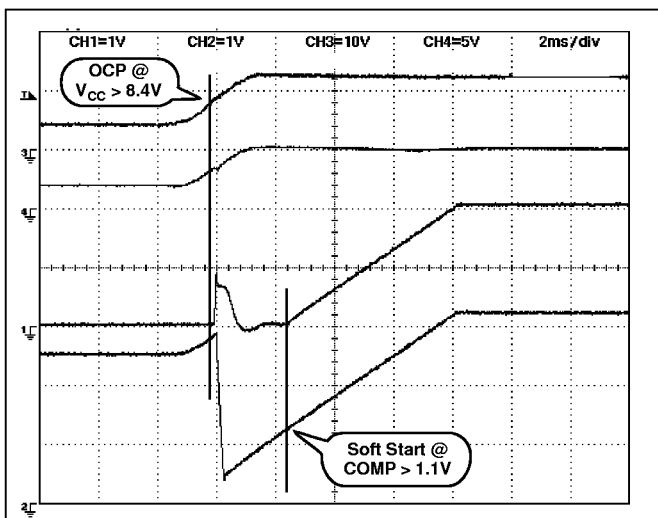 CH1=1V CH2=1V CH3=10V CH4=5V 2ms/div
OCP @
VCC > 8.4V
T
3
4
1
Soft Start @
COMP > 1.1V
2